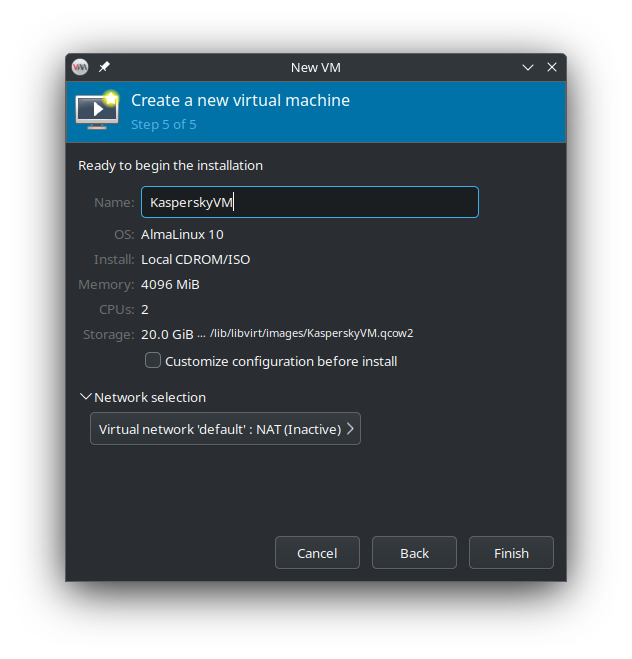 New VM
Create a new virtual machine
Step 5 of 5
Ready to begin the installation
Name: KasperskyVM
OS: AlmaLinux 10
Install: Local CDROM/ISO
Memory: 4096 MiB
CPUs: 2
Storage: 20.0 GiB ... /lib/libvirt/images/KasperskyVM.qcow2
Customize configuration before install
Network selection
Virtual network 'default' : NAT (Inactive)
Cancel Back Finish